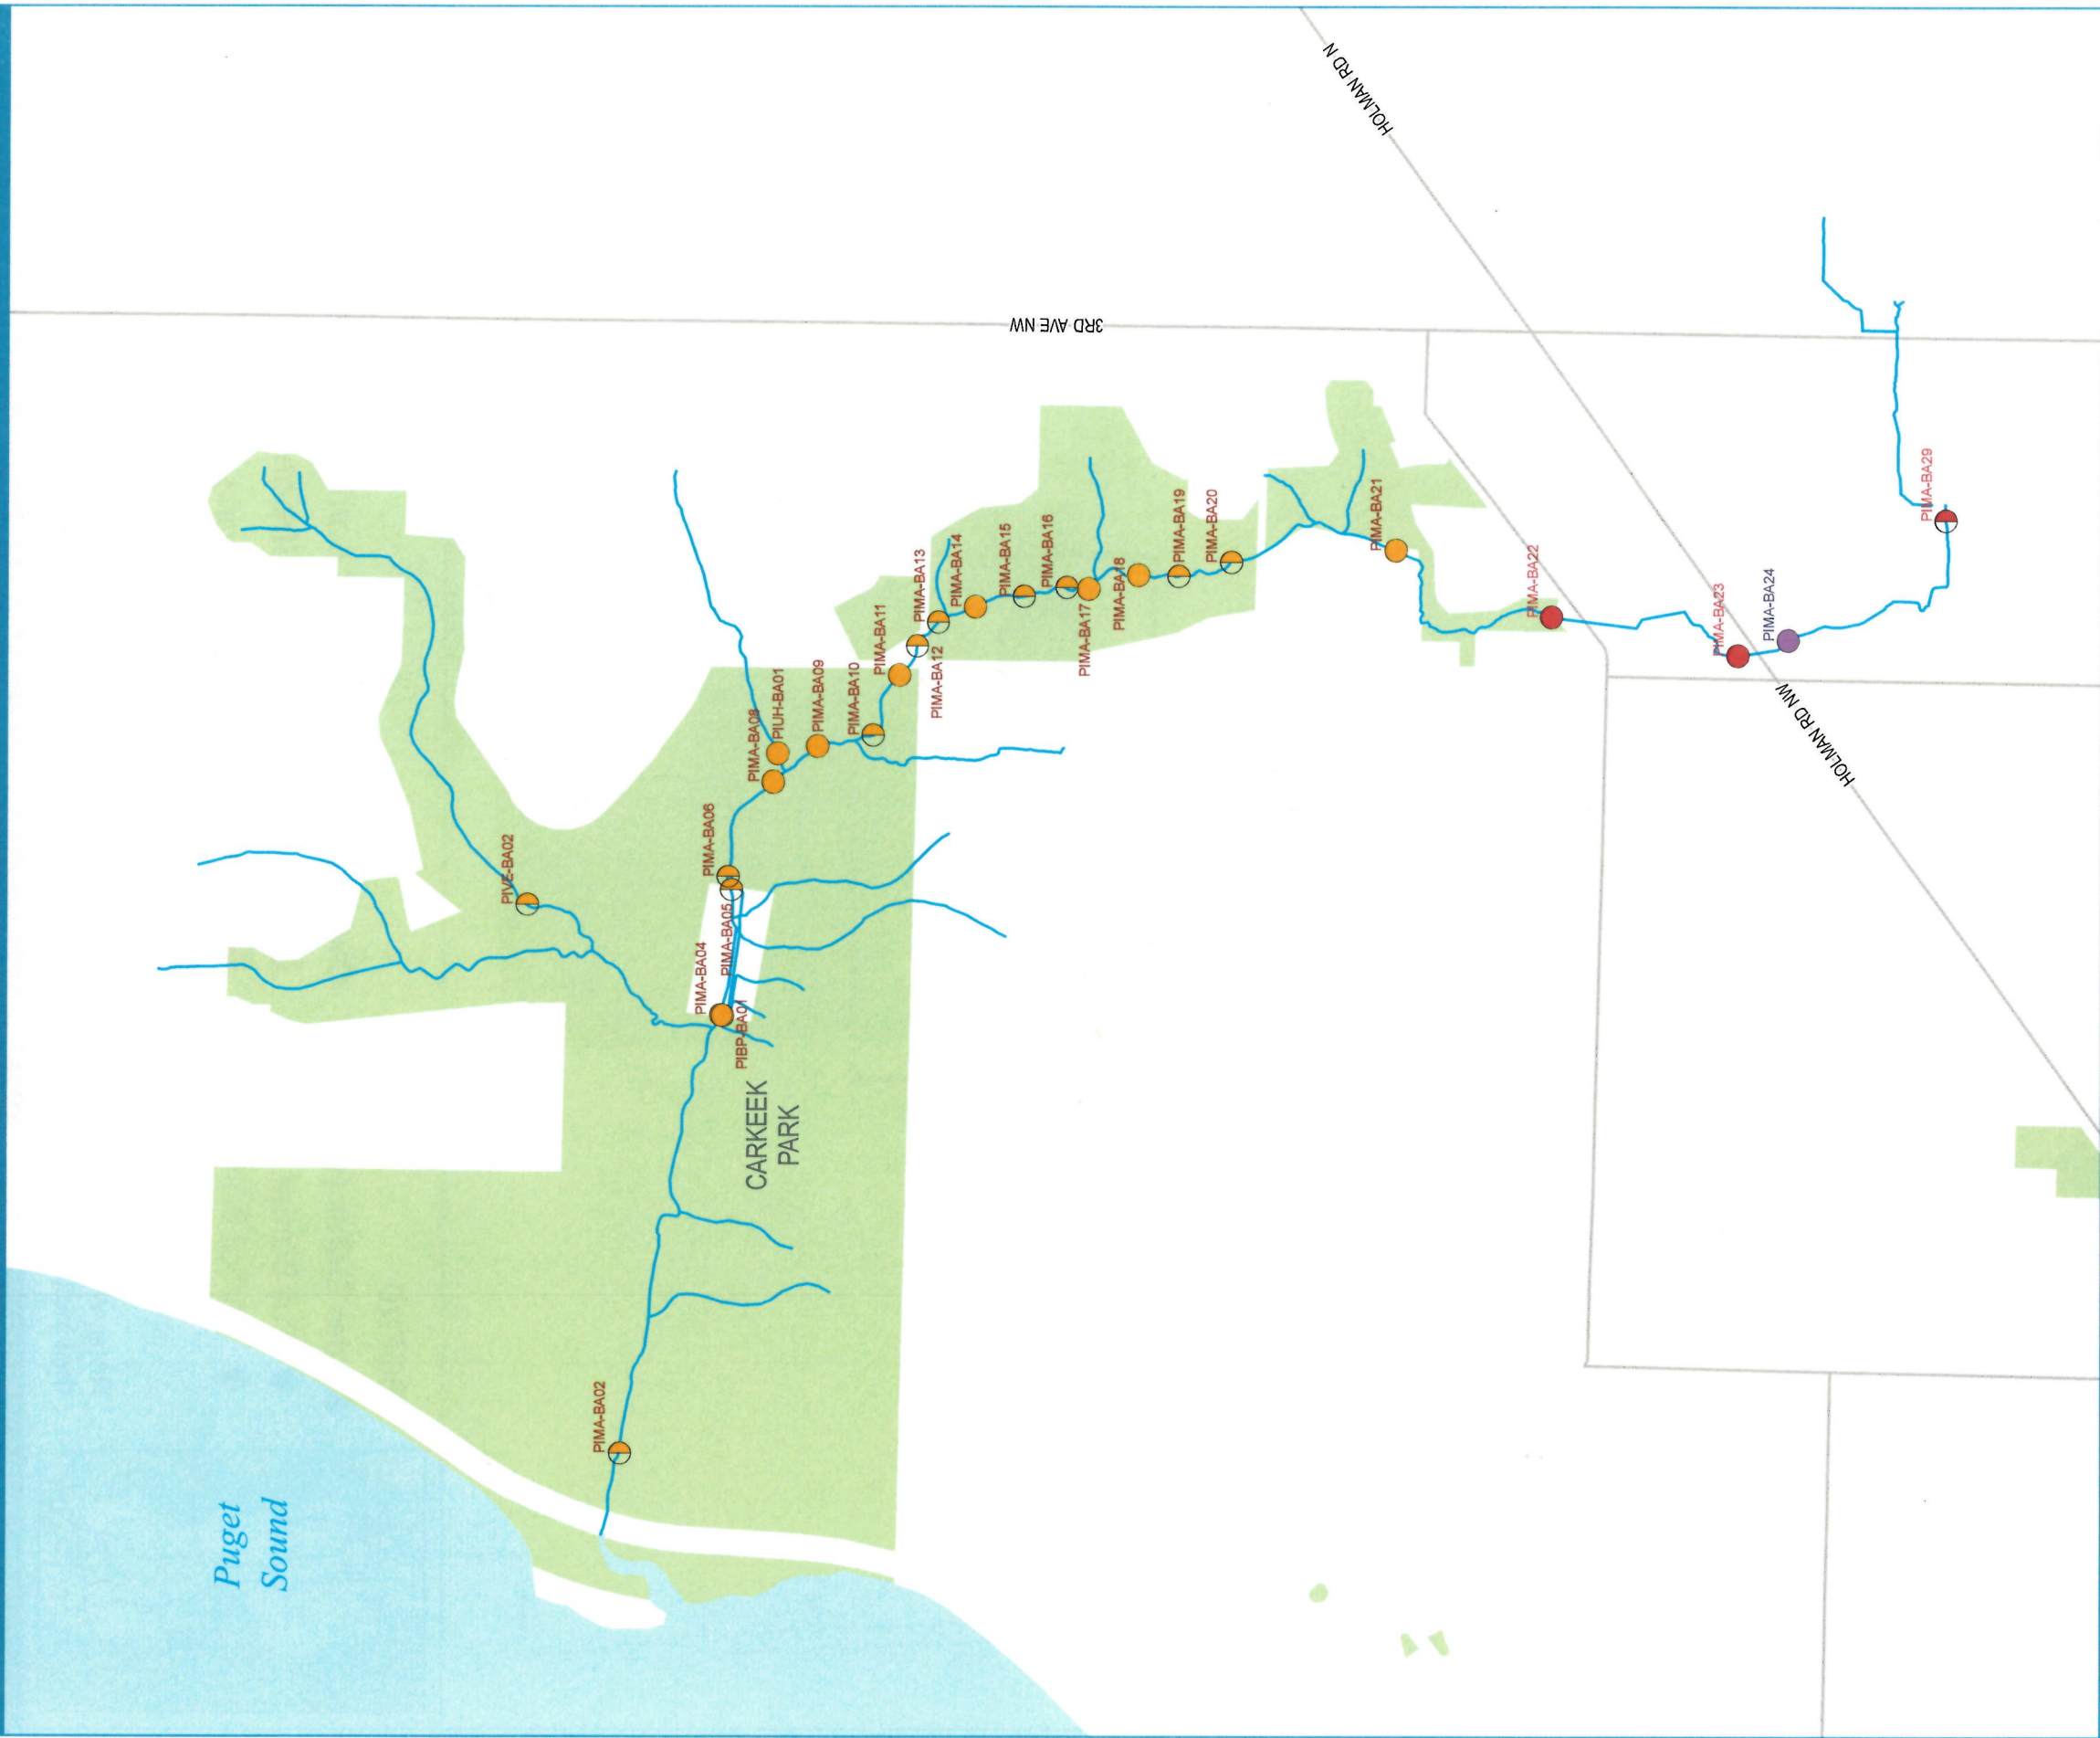 Puget
Sound
CARKEEK
PARK
3RD AVE NW
HOLMAN RD N
HOLMAN RD NW
PIMA-BA02
PIVE-BA02
PIMA-BA04
PIBP-BA01
PIMA-BA05
PIMA-BA06
PIMA-BA08
PIUH-BA01
PIMA-BA09
PIMA-BA10
PIMA-BA11
PIMA-BA12
PIMA-BA13
PIMA-BA14
PIMA-BA15
PIMA-BA16
PIMA-BA17
PIMA-BA18
PIMA-BA19
PIMA-BA20
PIMA-BA21
PIMA-BA22
PIMA-BA23
PIMA-BA24
PIMA-BA29